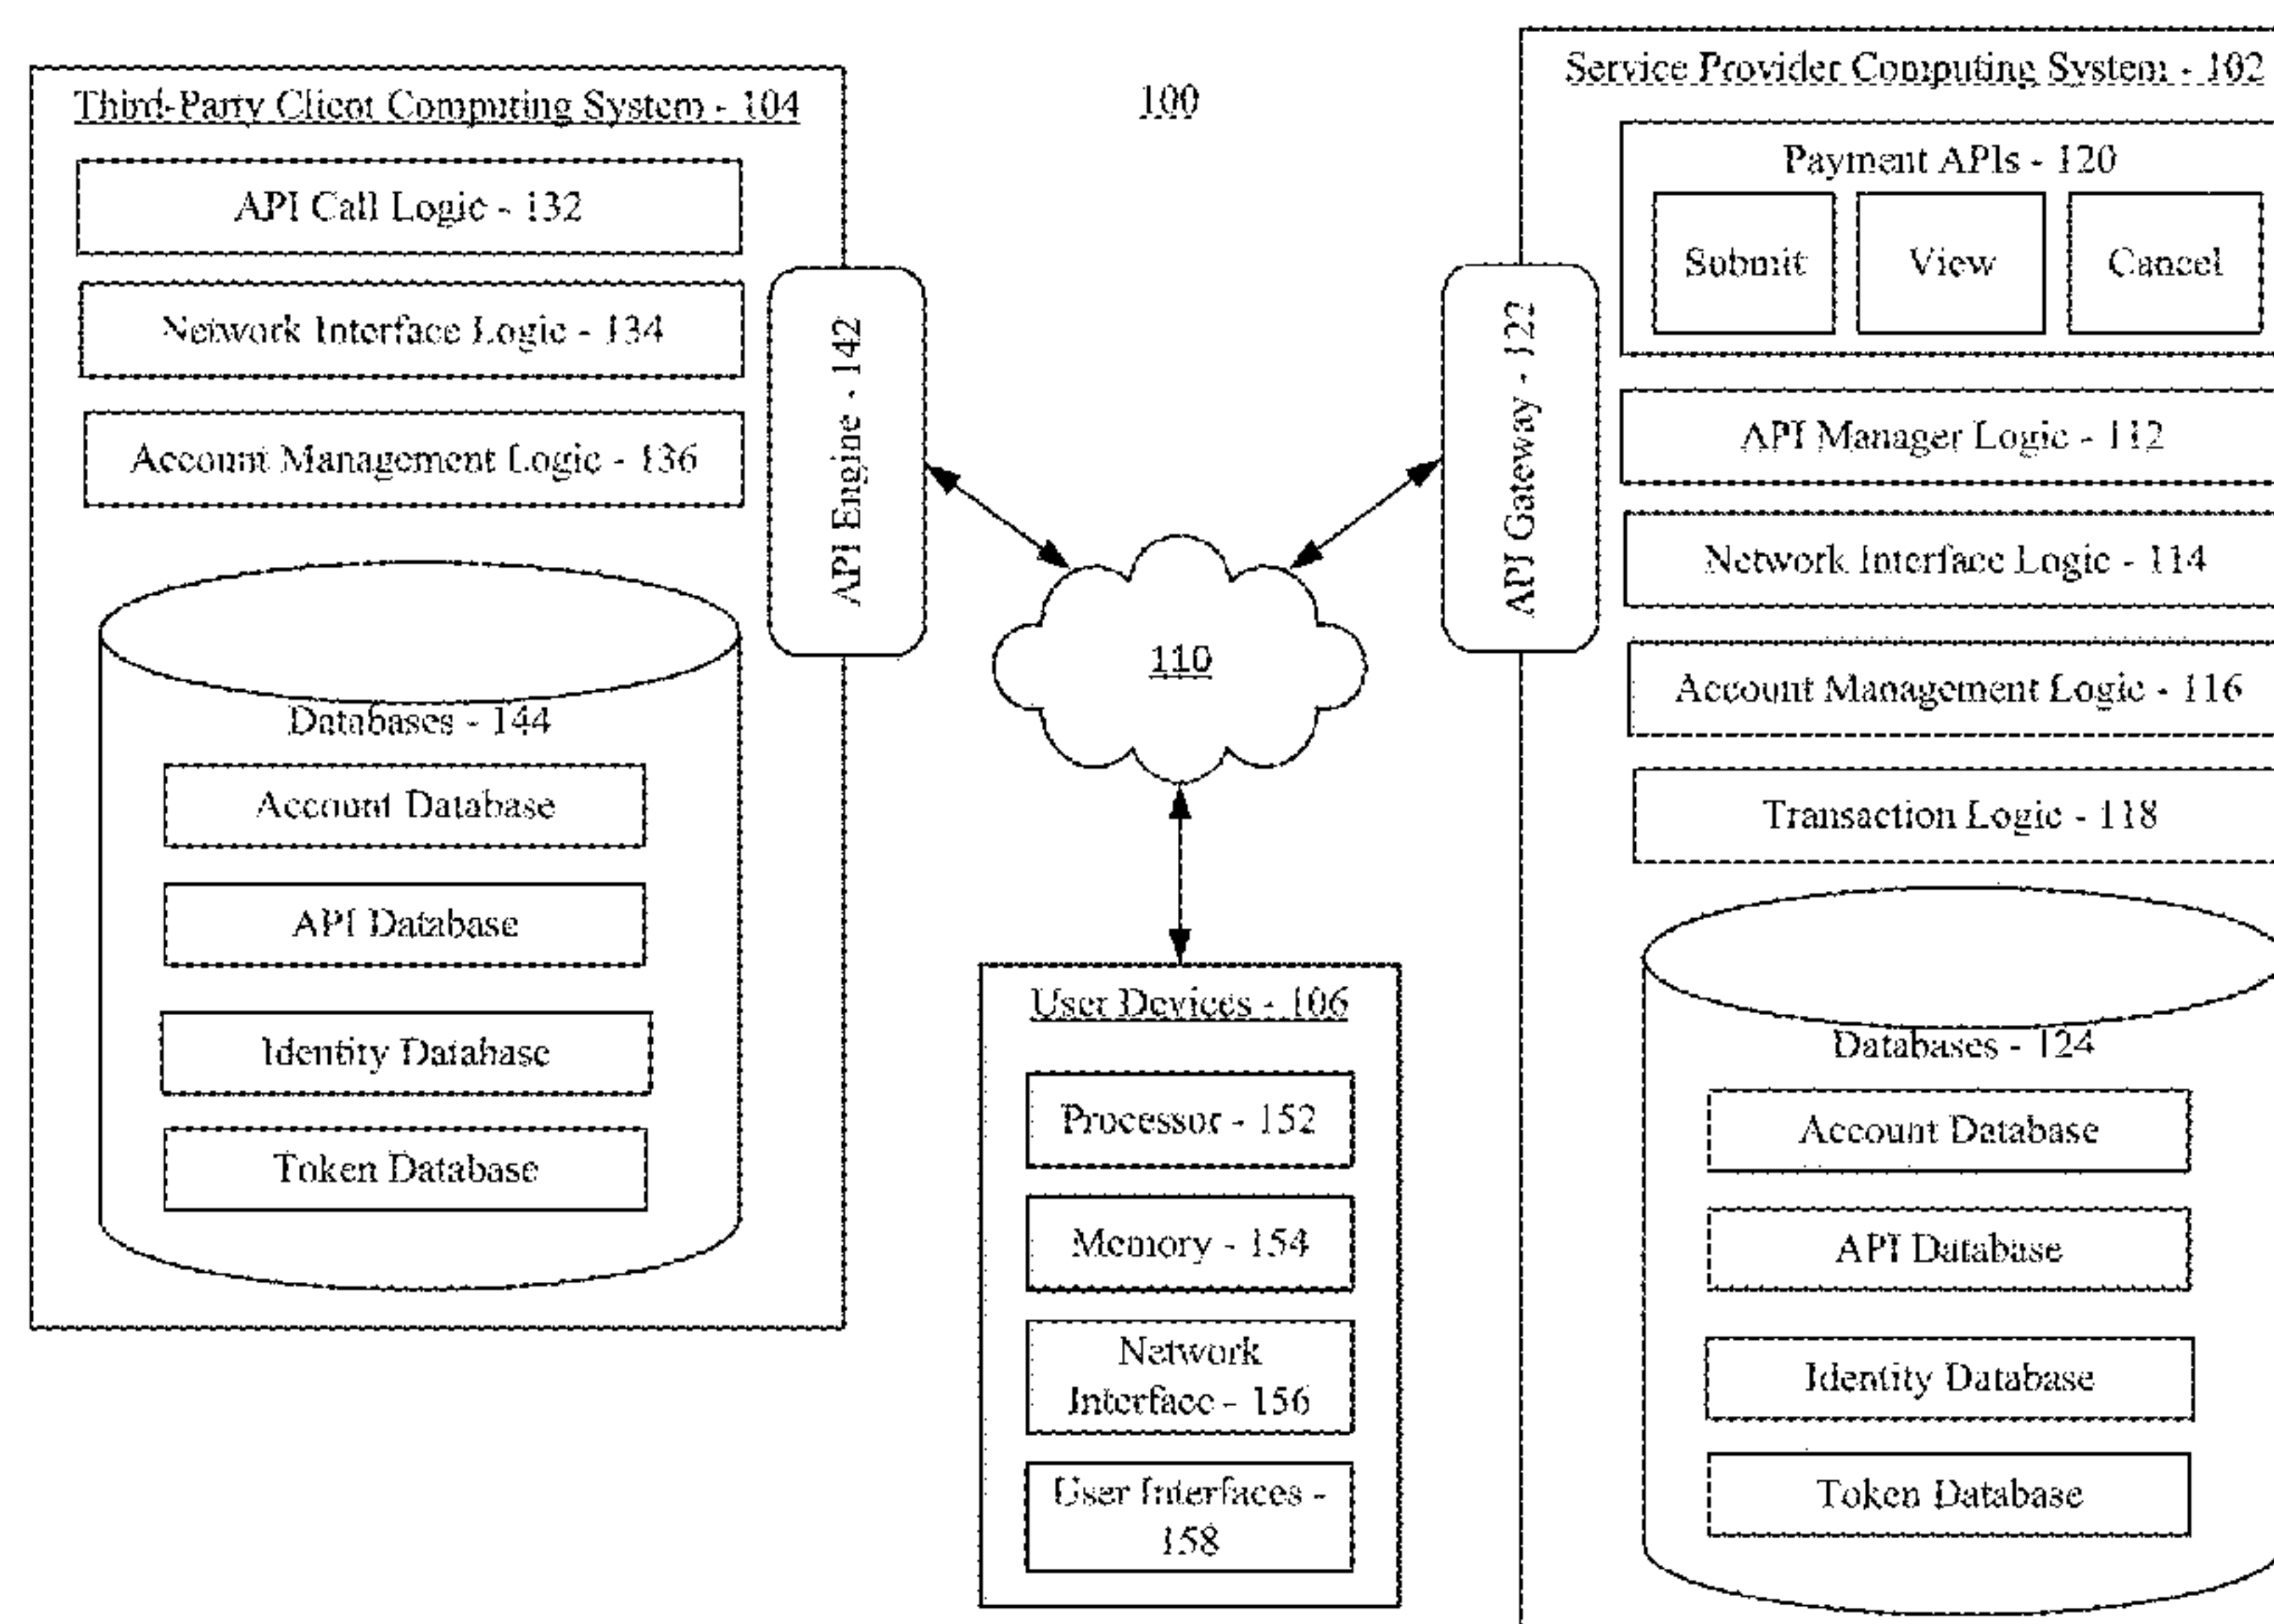 Third-Party Client Computing System - 104
API Call Logic - 132
Network Interface Logic - 134
Account Management Logic - 136
API Engine - 142
Databases - 144
Account Database
API Database
Identity Database
Token Database
100
110
User Devices - 106
Processor - 152
Memory - 154
Network
Interface - 156
User Interfaces -
158
Service Provider Computing System - 102
Payment APIs - 120
Submit
View
Cancel
API Gateway - 122
API Manager Logic - 112
Network Interface Logic - 114
Account Management Logic - 116
Transaction Logic - 118
Databases - 124
Account Database
API Database
Identity Database
Token Database